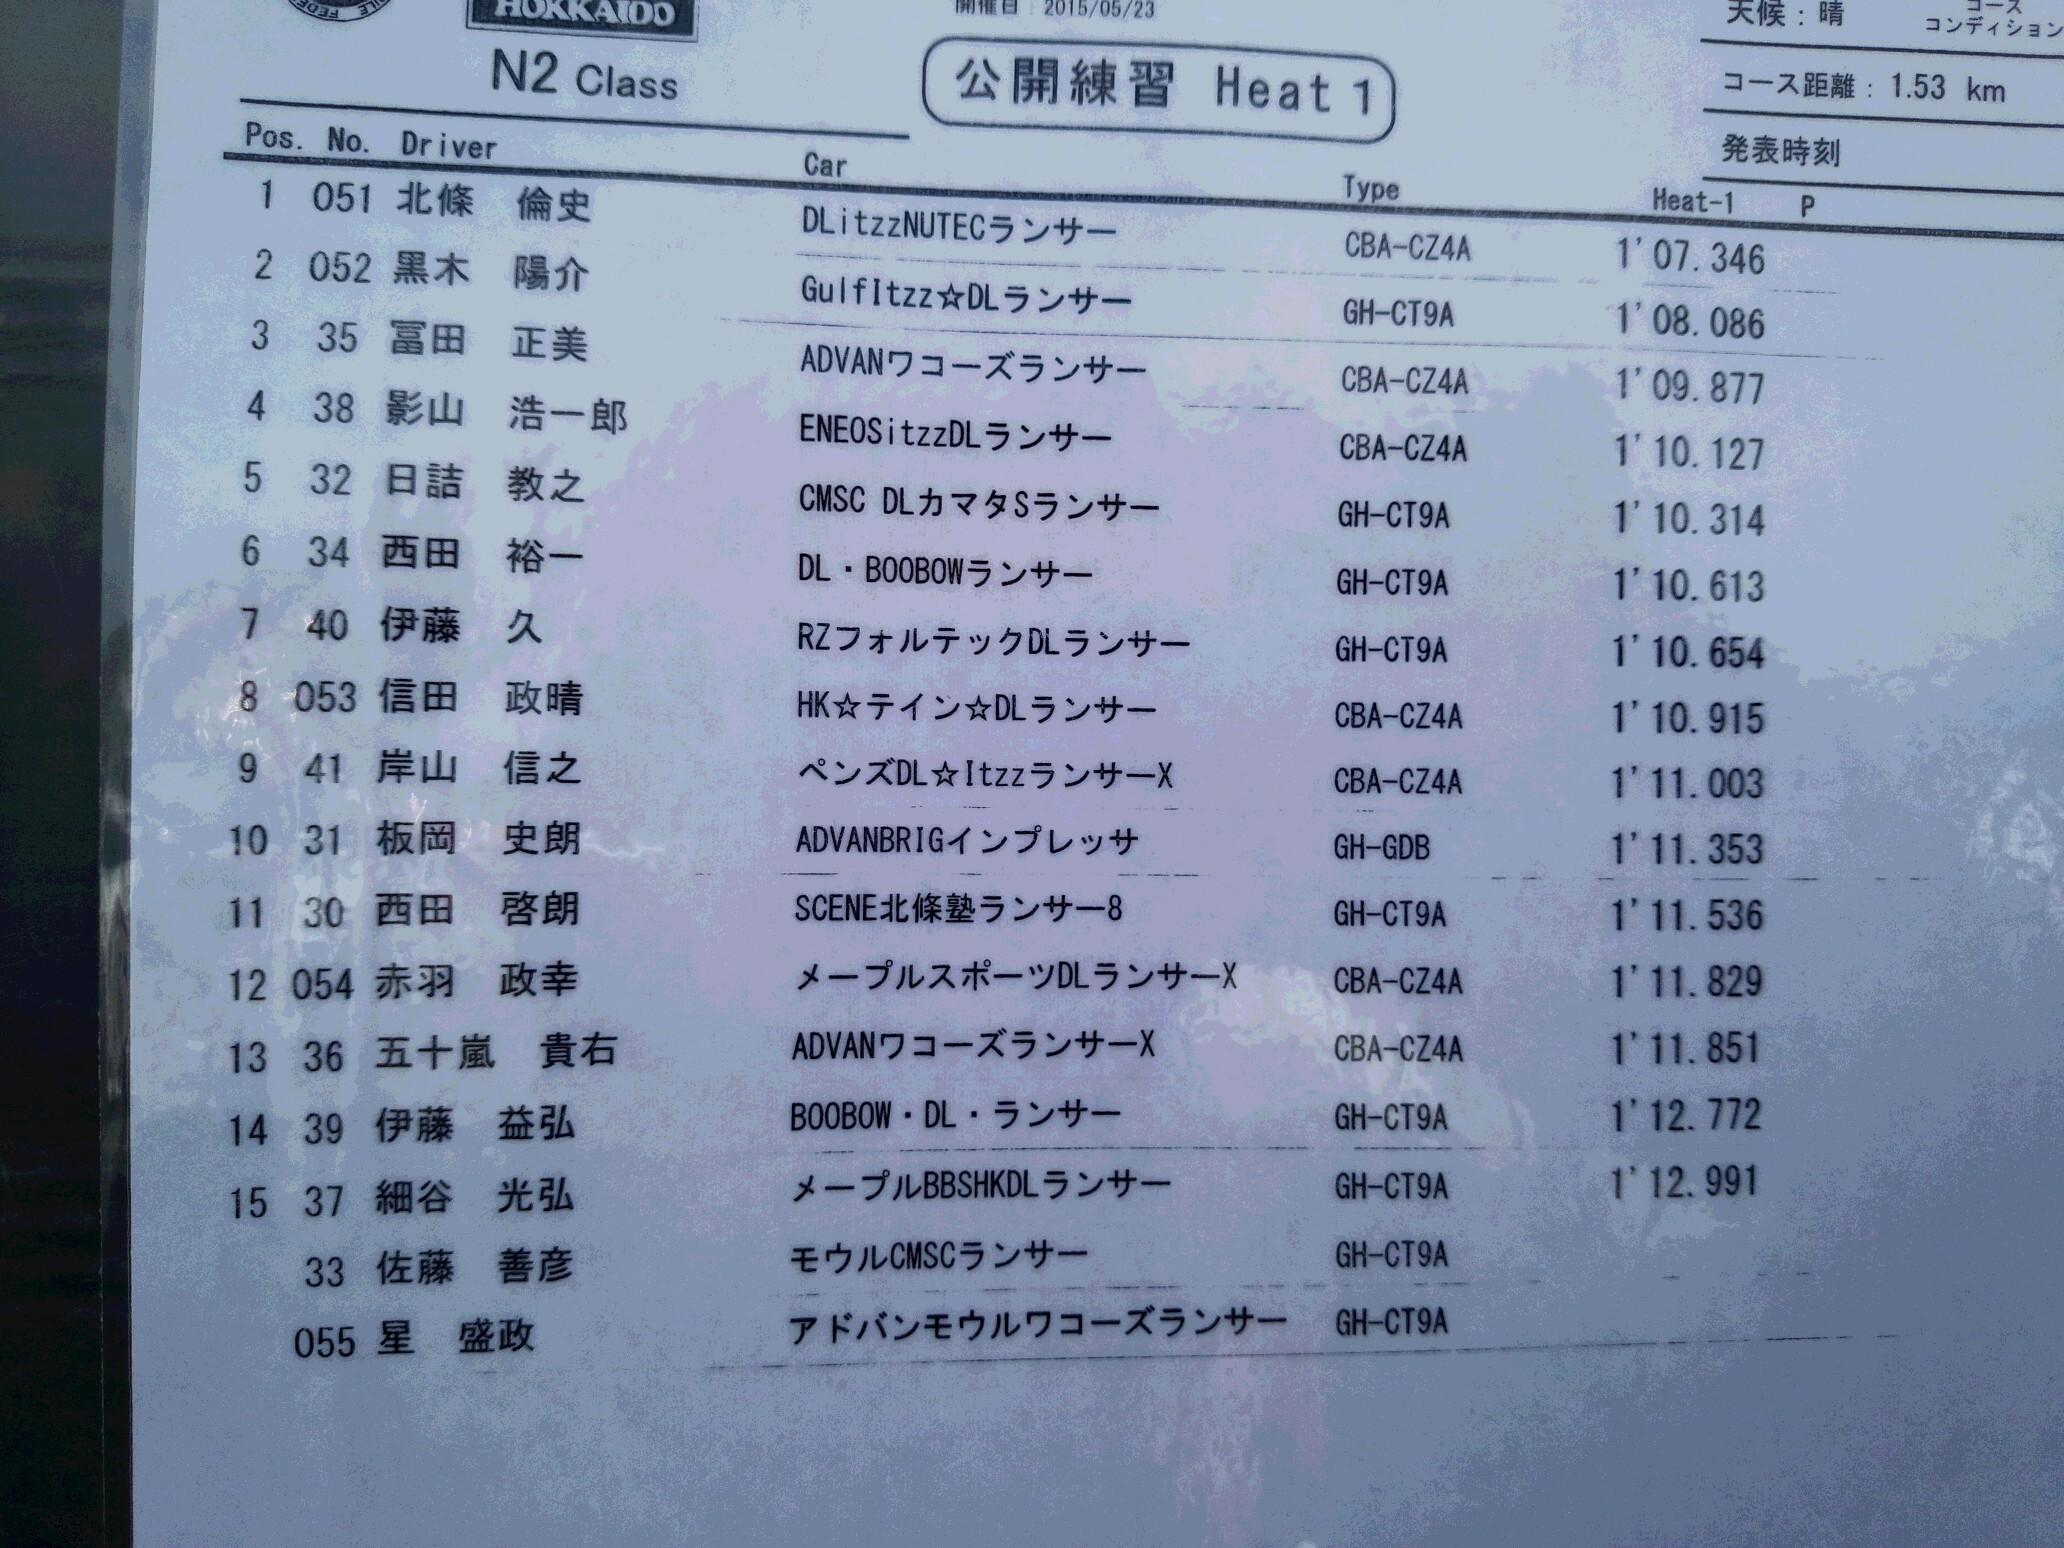 HOKKAIDO
開催日：2015/05/23
天候：晴 コース
コンディション
N2 Class
公開練習 Heat 1
コース距離：1.53 km
発表時刻
Pos. No. Driver Car Type Heat-1 P
1 051 北條 倫史 DLitzzNUTECランサー CBA-CZ4A 1'07.346
2 052 黒木 陽介 GulfItzz☆DLランサー GH-CT9A 1'08.086
3 35 冨田 正美 ADVANワコーズランサー CBA-CZ4A 1'09.877
4 38 影山 浩一郎 ENEOSitzzDLランサー CBA-CZ4A 1'10.127
5 32 日詰 教之 CMSC DLカマタSランサー GH-CT9A 1'10.314
6 34 西田 裕一 DL・BOOBOWランサー GH-CT9A 1'10.613
7 40 伊藤 久 RZフォルテックDLランサー GH-CT9A 1'10.654
8 053 信田 政晴 HK☆テイン☆DLランサー CBA-CZ4A 1'10.915
9 41 岸山 信之 ペンズDL☆ItzzランサーX CBA-CZ4A 1'11.003
10 31 板岡 史朗 ADVANBRIGインプレッサ GH-GDB 1'11.353
11 30 西田 啓朗 SCENE北條塾ランサー8 GH-CT9A 1'11.536
12 054 赤羽 政幸 メープルスポーツDLランサーX CBA-CZ4A 1'11.829
13 36 五十嵐 貴右 ADVANワコーズランサーX CBA-CZ4A 1'11.851
14 39 伊藤 益弘 BOOBOW・DL・ランサー GH-CT9A 1'12.772
15 37 細谷 光弘 メープルBBSHKDLランサー GH-CT9A 1'12.991
33 佐藤 善彦 モウルCMSCランサー GH-CT9A
055 星 盛政 アドバンモウルワコーズランサー GH-CT9A